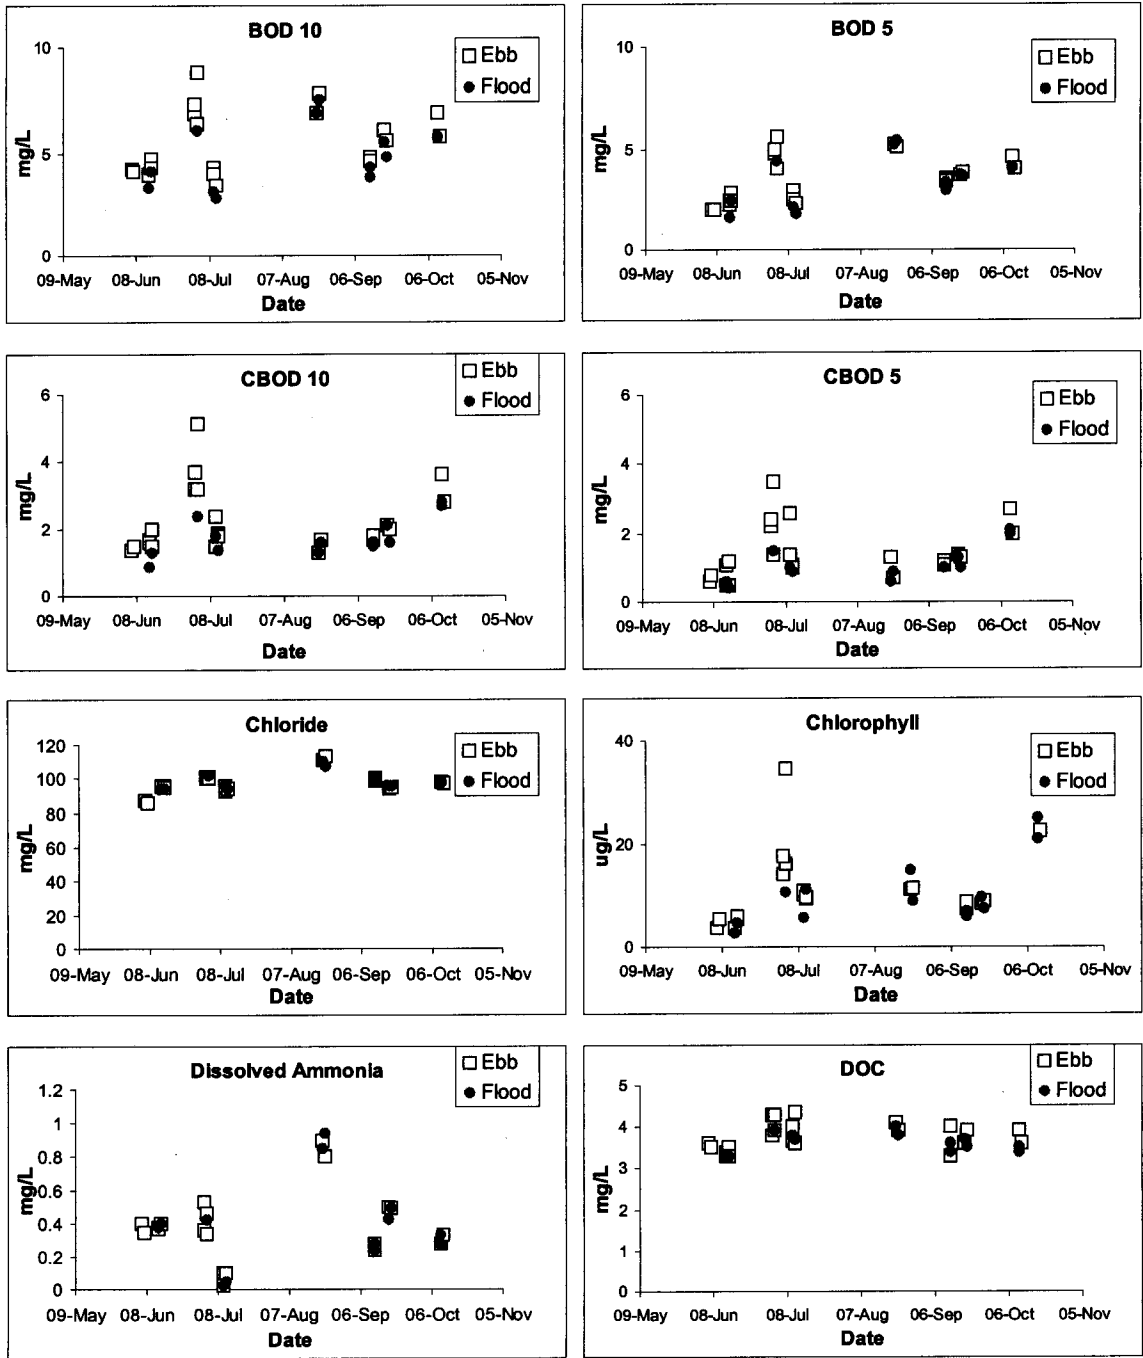 BOD 10
Ebb
Flood
10
5
0
mg/L
09-May 08-Jun 08-Jul 07-Aug 06-Sep 06-Oct 05-Nov
Date
BOD 5
Ebb
Flood
10
5
0
mg/L
09-May 08-Jun 08-Jul 07-Aug 06-Sep 06-Oct 05-Nov
Date
CBOD 10
Ebb
Flood
6
4
2
0
mg/L
09-May 08-Jun 08-Jul 07-Aug 06-Sep 06-Oct 05-Nov
Date
CBOD 5
Ebb
Flood
6
4
2
0
mg/L
09-May 08-Jun 08-Jul 07-Aug 06-Sep 06-Oct 05-Nov
Date
Chloride
Ebb
Flood
120
100
80
60
40
20
0
mg/L
09-May 08-Jun 08-Jul 07-Aug 06-Sep 06-Oct 05-Nov
Date
Chlorophyll
Ebb
Flood
40
20
0
ug/L
09-May 08-Jun 08-Jul 07-Aug 06-Sep 06-Oct 05-Nov
Date
Dissolved Ammonia
Ebb
Flood
1.2
1
0.8
0.6
0.4
0.2
0
mg/L
09-May 08-Jun 08-Jul 07-Aug 06-Sep 06-Oct 05-Nov
Date
DOC
Ebb
Flood
5
4
3
2
1
0
mg/L
09-May 08-Jun 08-Jul 07-Aug 06-Sep 06-Oct 05-Nov
Date